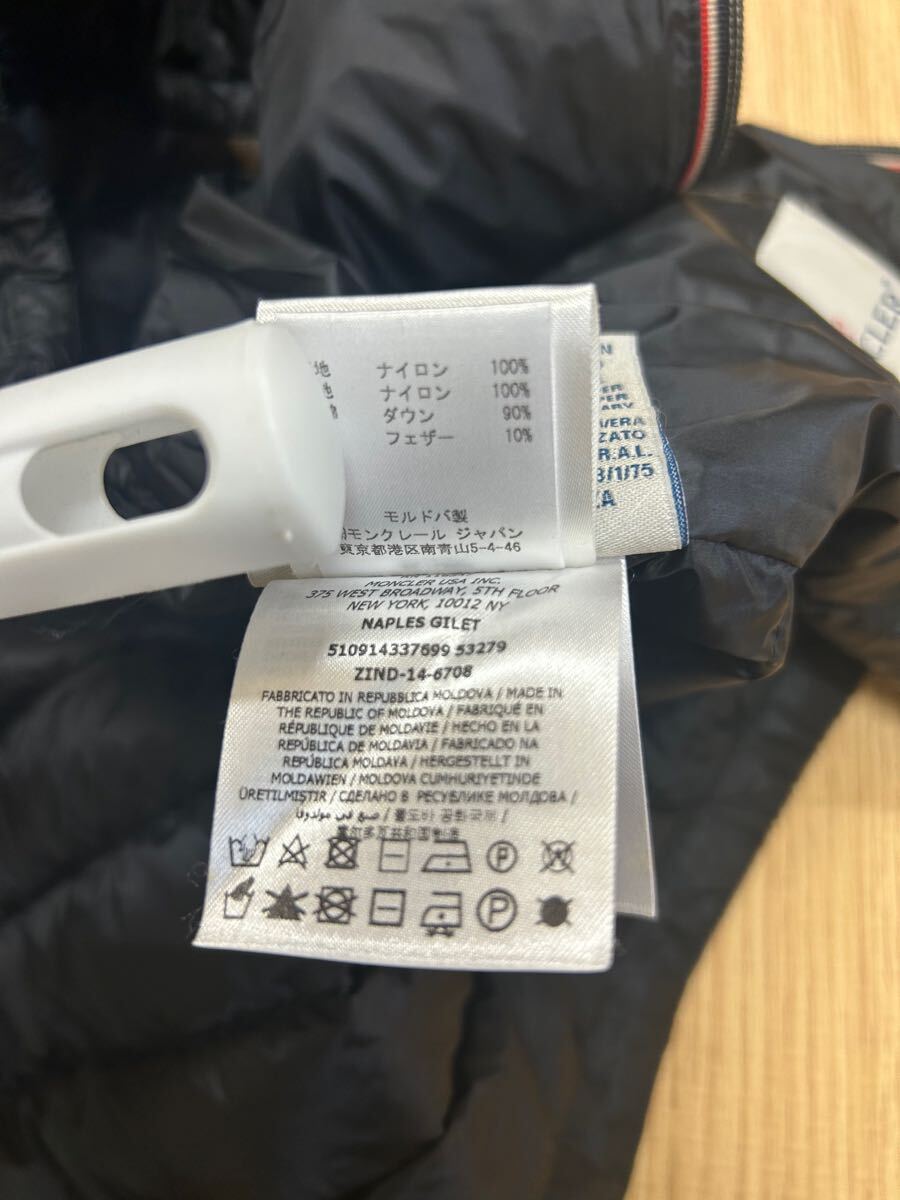 ナイロン 100%
ナイロン 100%
ダウン 90%
フェザー 10%
モルドバ製
モンクレール ジャパン
東京都港区南青山5-4-46
ZATO
R.A.L.
/1/75
MONCLER USA INC.
375 WEST BROADWAY, 5TH FLOOR
NEW YORK, 10012 NY
NAPLES GILET
510914337699 53279
ZIND-14-6708
FABBRICATO IN REPUBBLICA MOLDOVA / MADE IN
THE REPUBLIC OF MOLDOVA / FABRIQUÉ EN
RÉPUBLIQUE DE MOLDAVIE / HECHO EN LA
REPÚBLICA DE MOLDAVIA / FABRICADO NA
REPÚBLICA MOLDAVA / HERGESTELLT IN
MOLDAWIEN / MOLDOVA CUMHURIYETINDE
ÜRETILMIŞTIR / СДЕЛАНО В РЕСПУБЛИКЕ МОЛДОВА /
صنع في مولدوفا /
P
P
CLER